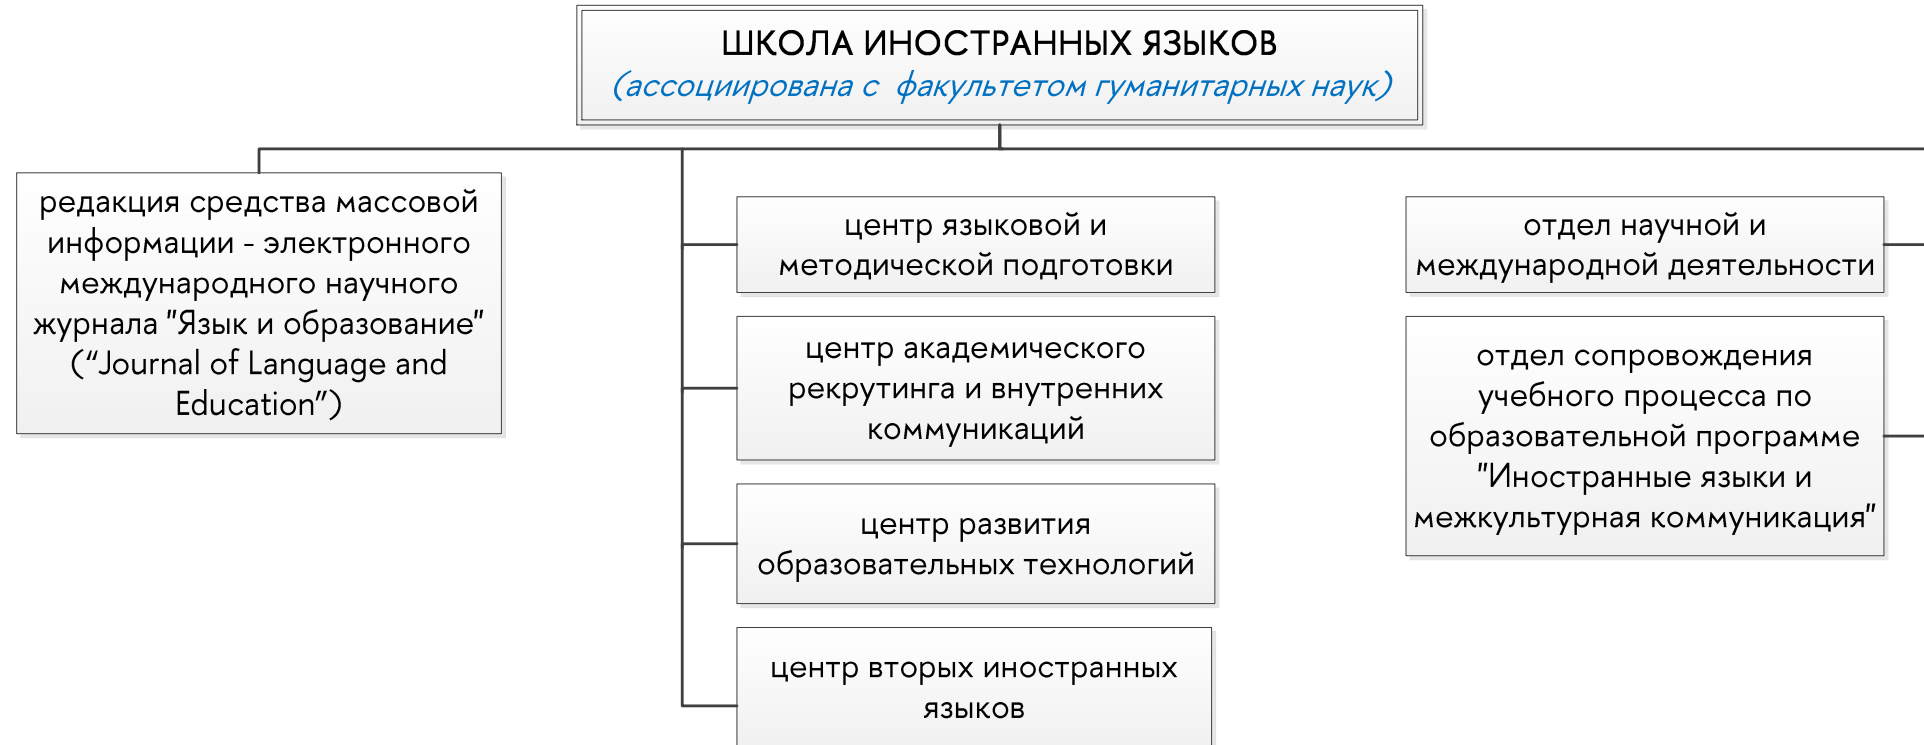 ШКОЛА ИНОСТРАННЫХ ЯЗЫКОВ
(ассоциирована с факультетом гуманитарных наук)
редакция средства массовой
информации - электронного
международного научного
журнала "Язык и образование"
(“Journal of Language and
Education”)
центр языковой и
методической подготовки
центр академического
рекрутинга и внутренних
коммуникаций
центр развития
образовательных технологий
центр вторых иностранных
языков
отдел научной и
международной деятельности
отдел сопровождения
учебного процесса по
образовательной программе
"Иностранные языки и
межкультурная коммуникация"